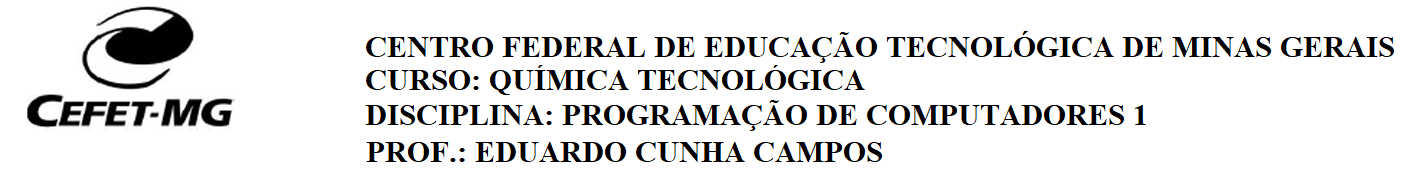 CEFET-MG
CENTRO FEDERAL DE EDUCAÇÃO TECNOLÓGICA DE MINAS GERAIS
CURSO: QUÍMICA TECNOLÓGICA
DISCIPLINA: PROGRAMAÇÃO DE COMPUTADORES 1
PROF.: EDUARDO CUNHA CAMPOS